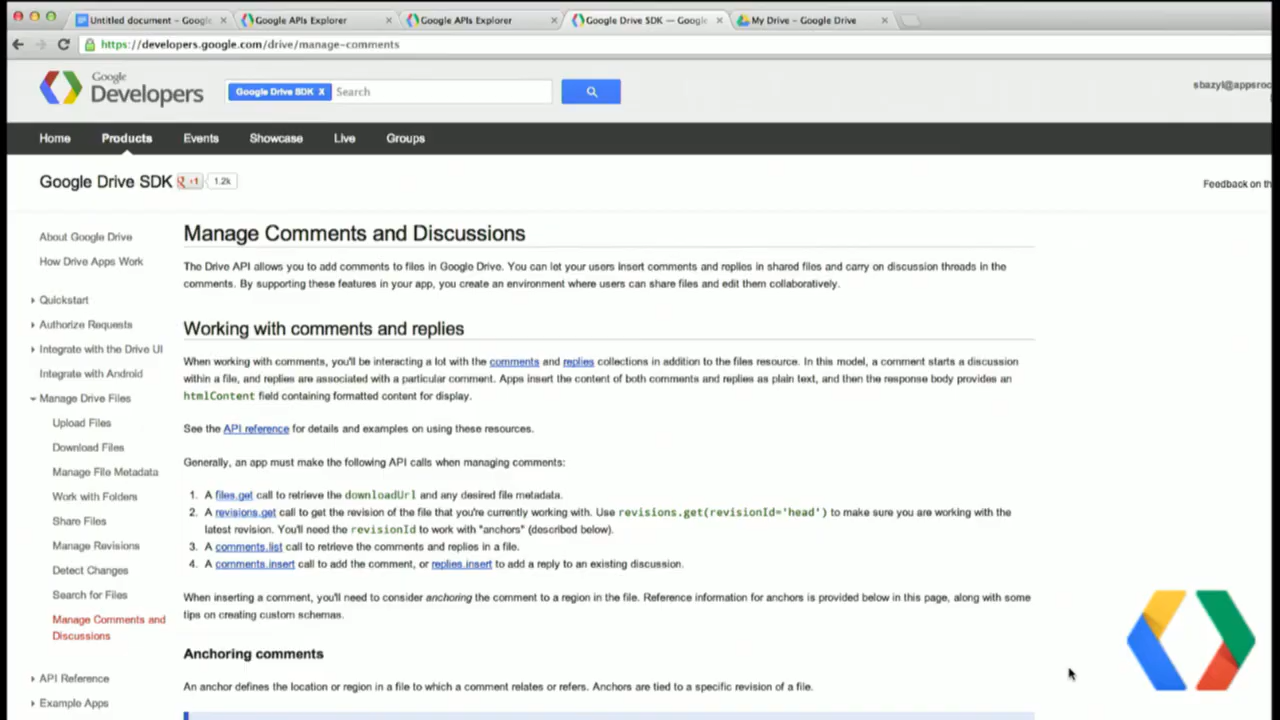 Untitled document – Google
Google APIs Explorer
Google APIs Explorer
Google Drive SDK — Google
My Drive – Google Drive
https://developers.google.com/drive/manage-comments
Google
Developers
Google Drive SDK X
Search
sbazyl@appsroc
Home
Products
Events
Showcase
Live
Groups
Google Drive SDK
+1
1.2k
Feedback on th
About Google Drive
How Drive Apps Work
Quickstart
Authorize Requests
Integrate with the Drive UI
Integrate with Android
Manage Drive Files
Upload Files
Download Files
Manage File Metadata
Work with Folders
Share Files
Manage Revisions
Detect Changes
Search for Files
Manage Comments and
Discussions
API Reference
Example Apps
Manage Comments and Discussions
The Drive API allows you to add comments to files in Google Drive. You can let your users insert comments and replies in shared files and carry on discussion threads in the
comments. By supporting these features in your app, you create an environment where users can share files and edit them collaboratively.
Working with comments and replies
When working with comments, you'll be interacting a lot with the comments and replies collections in addition to the files resource. In this model, a comment starts a discussion
within a file, and replies are associated with a particular comment. Apps insert the content of both comments and replies as plain text, and then the response body provides an
htmlContent field containing formatted content for display.
See the API reference for details and examples on using these resources.
Generally, an app must make the following API calls when managing comments:
1. A files.get call to retrieve the downloadUrl and any desired file metadata.
2. A revisions.get call to get the revision of the file that you're currently working with. Use revisions.get(revisionId='head') to make sure you are working with the
latest revision. You'll need the revisionId to work with "anchors" (described below).
3. A comments.list call to retrieve the comments and replies in a file.
4. A comments.insert call to add the comment, or replies.insert to add a reply to an existing discussion.
When inserting a comment, you'll need to consider anchoring the comment to a region in the file. Reference information for anchors is provided below in this page, along with some
tips on creating custom schemas.
Anchoring comments
An anchor defines the location or region in a file to which a comment relates or refers. Anchors are tied to a specific revision of a file.